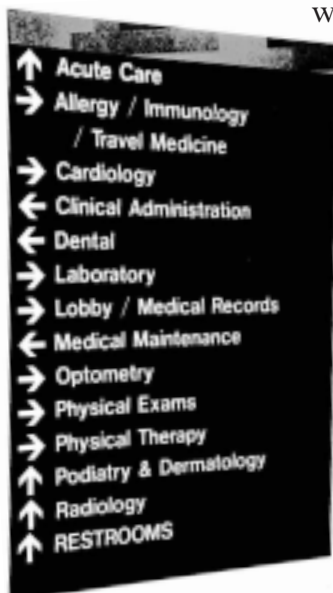 w
↑ Acute Care
→ Allergy / Immunology
/ Travel Medicine
→ Cardiology
← Clinical Administration
← Dental
→ Laboratory
→ Lobby / Medical Records
← Medical Maintenance
→ Optometry
→ Physical Exams
→ Physical Therapy
↑ Podiatry & Dermatology
↑ Radiology
↑ RESTROOMS